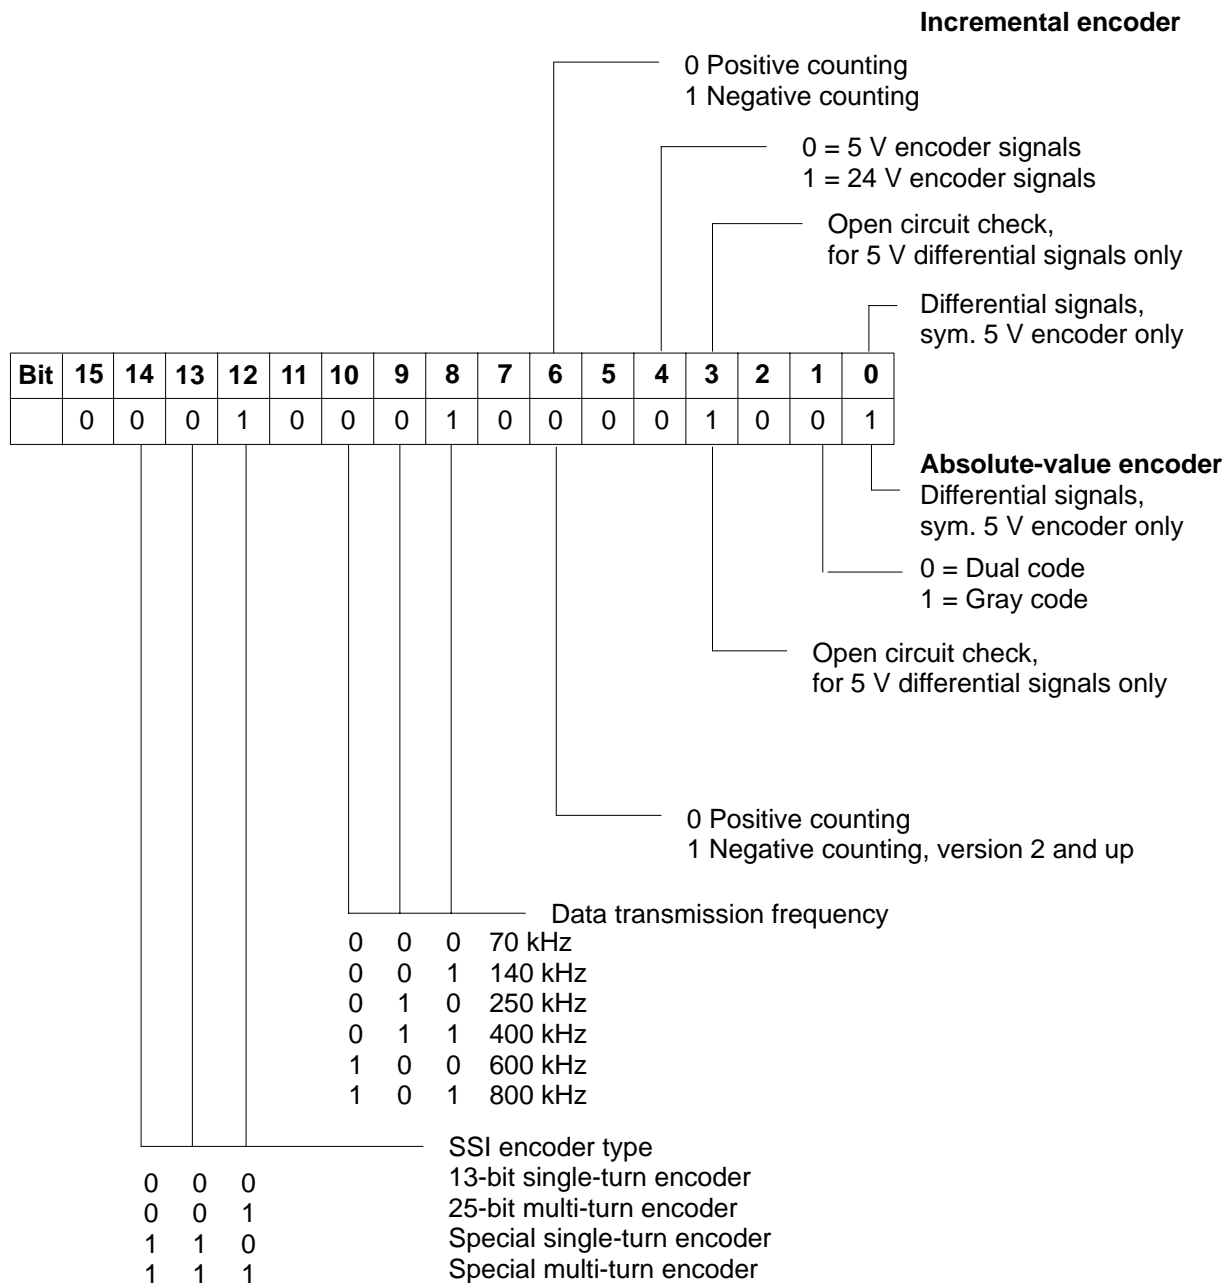 Incremental encoder
0 Positive counting
1 Negative counting
0 = 5 V encoder signals
1 = 24 V encoder signals
Open circuit check,
for 5 V differential signals only
Differential signals,
sym. 5 V encoder only
Bit 15 14 13 12 11 10 9 8 7 6 5 4 3 2 1 0
0 0 0 1 0 0 0 1 0 0 0 0 1 0 0 1
Absolute-value encoder
Differential signals,
sym. 5 V encoder only
0 = Dual code
1 = Gray code
Open circuit check,
for 5 V differential signals only
0 Positive counting
1 Negative counting, version 2 and up
Data transmission frequency
0 0 0 70 kHz
0 0 1 140 kHz
0 1 0 250 kHz
0 1 1 400 kHz
1 0 0 600 kHz
1 0 1 800 kHz
SSI encoder type
0 0 0 13-bit single-turn encoder
0 0 1 25-bit multi-turn encoder
1 1 0 Special single-turn encoder
1 1 1 Special multi-turn encoder